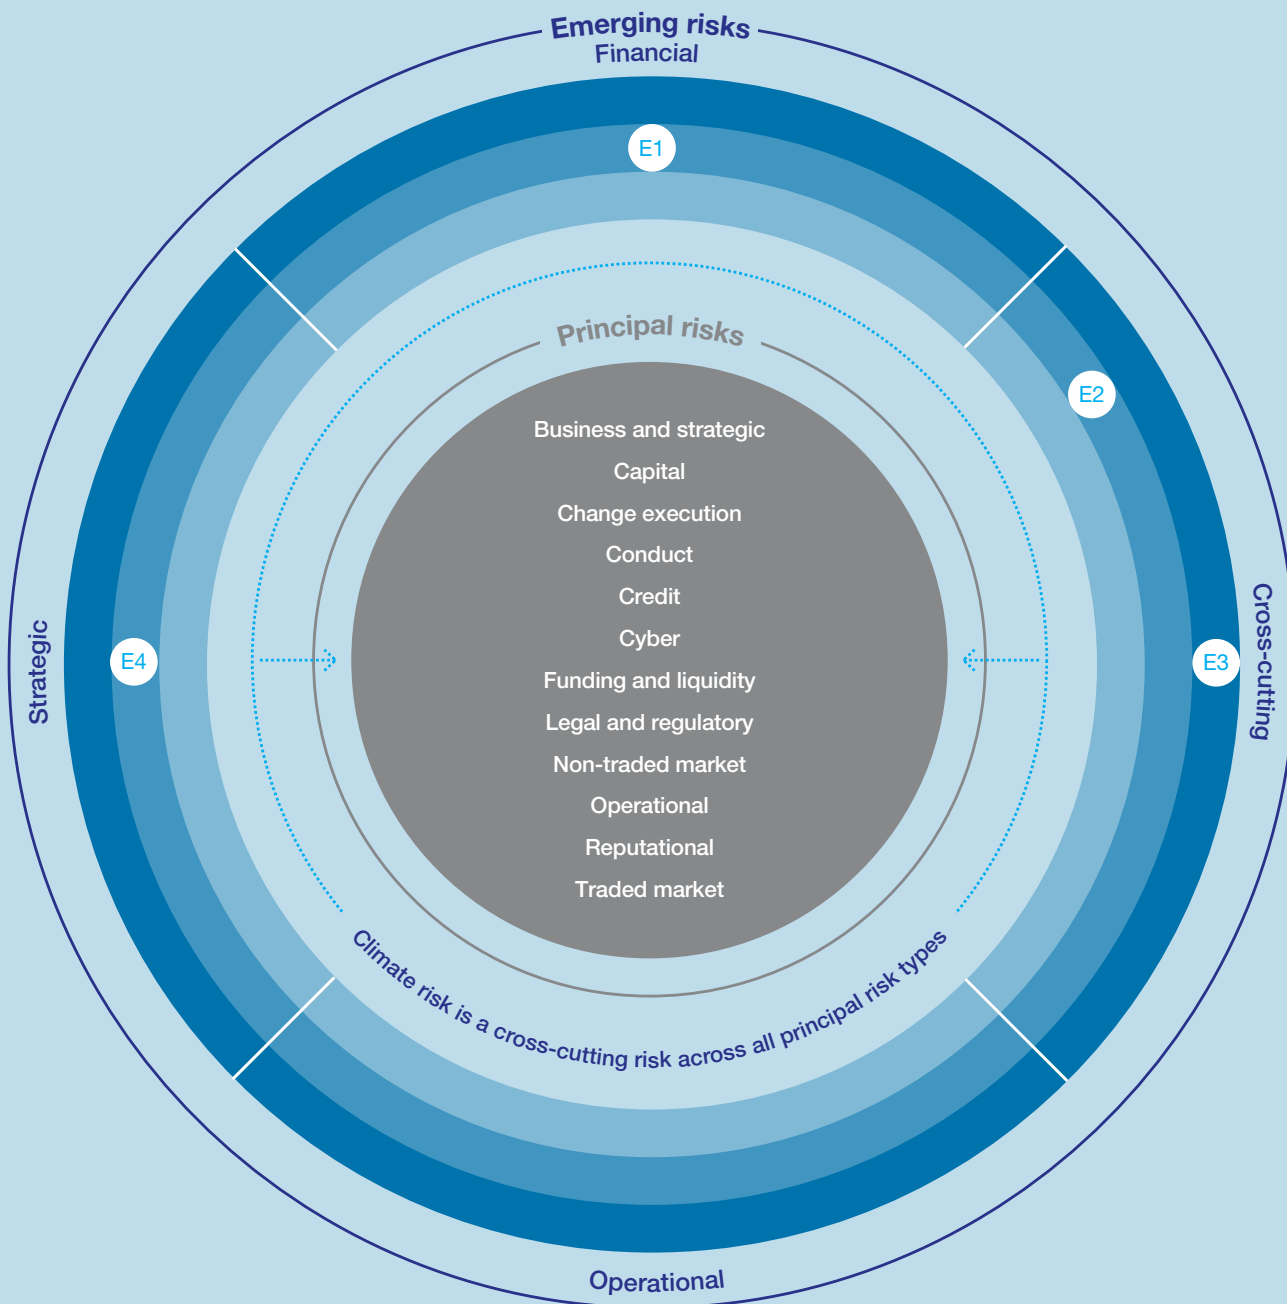 Emerging risks
Financial
E1
E2
Principal risks
Business and strategic
Capital
Change execution
Conduct
Credit
Cyber
Funding and liquidity
Legal and regulatory
Non-traded market
Operational
Reputational
Traded market
Strategic
E4
E3
Cross-cutting
Climate risk is a cross-cutting risk across all principal risk types
Operational